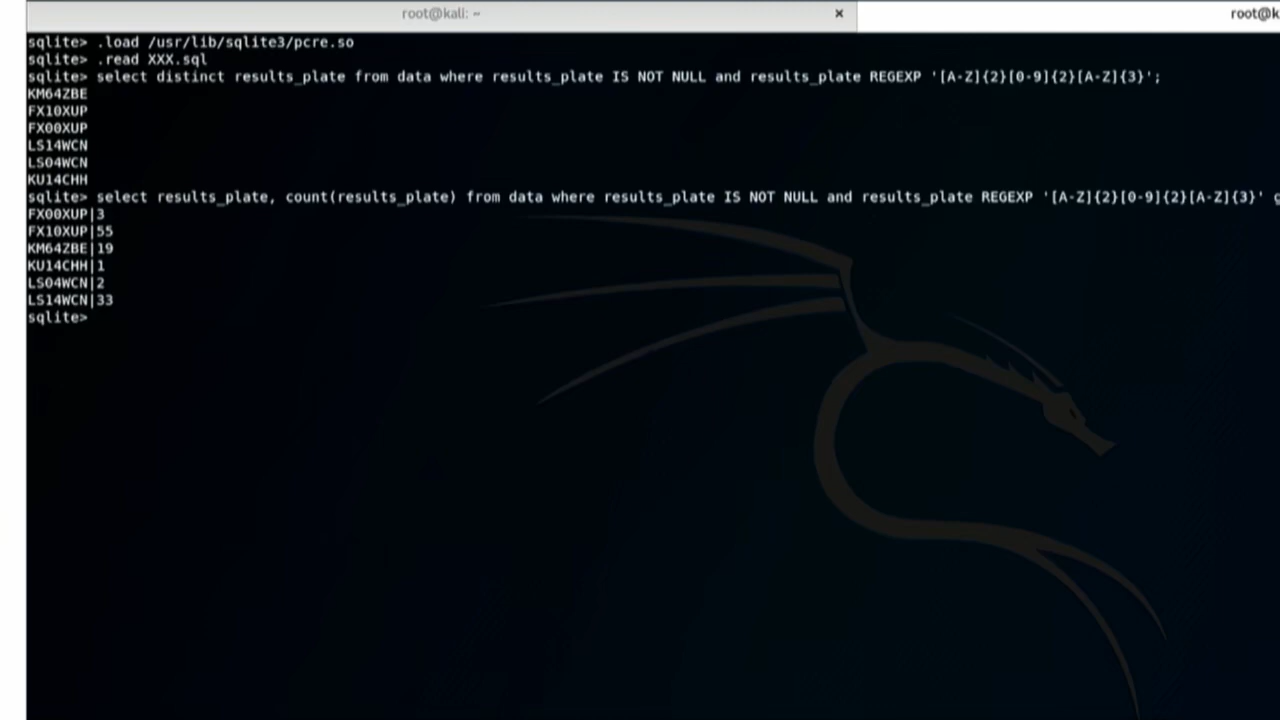 root@kali: ~ ×
root@k
sqlite> .load /usr/lib/sqlite3/pcre.so
sqlite> .read XXX.sql
sqlite> select distinct results_plate from data where results_plate IS NOT NULL and results_plate REGEXP '[A-Z]{2}[0-9]{2}[A-Z]{3}';
KM64ZBE
FX10XUP
FX00XUP
LS14WCN
LS04WCN
KU14CHH
sqlite> select results_plate, count(results_plate) from data where results_plate IS NOT NULL and results_plate REGEXP '[A-Z]{2}[0-9]{2}[A-Z]{3}'
FX00XUP|3
FX10XUP|55
KM64ZBE|19
KU14CHH|1
LS04WCN|2
LS14WCN|33
sqlite>